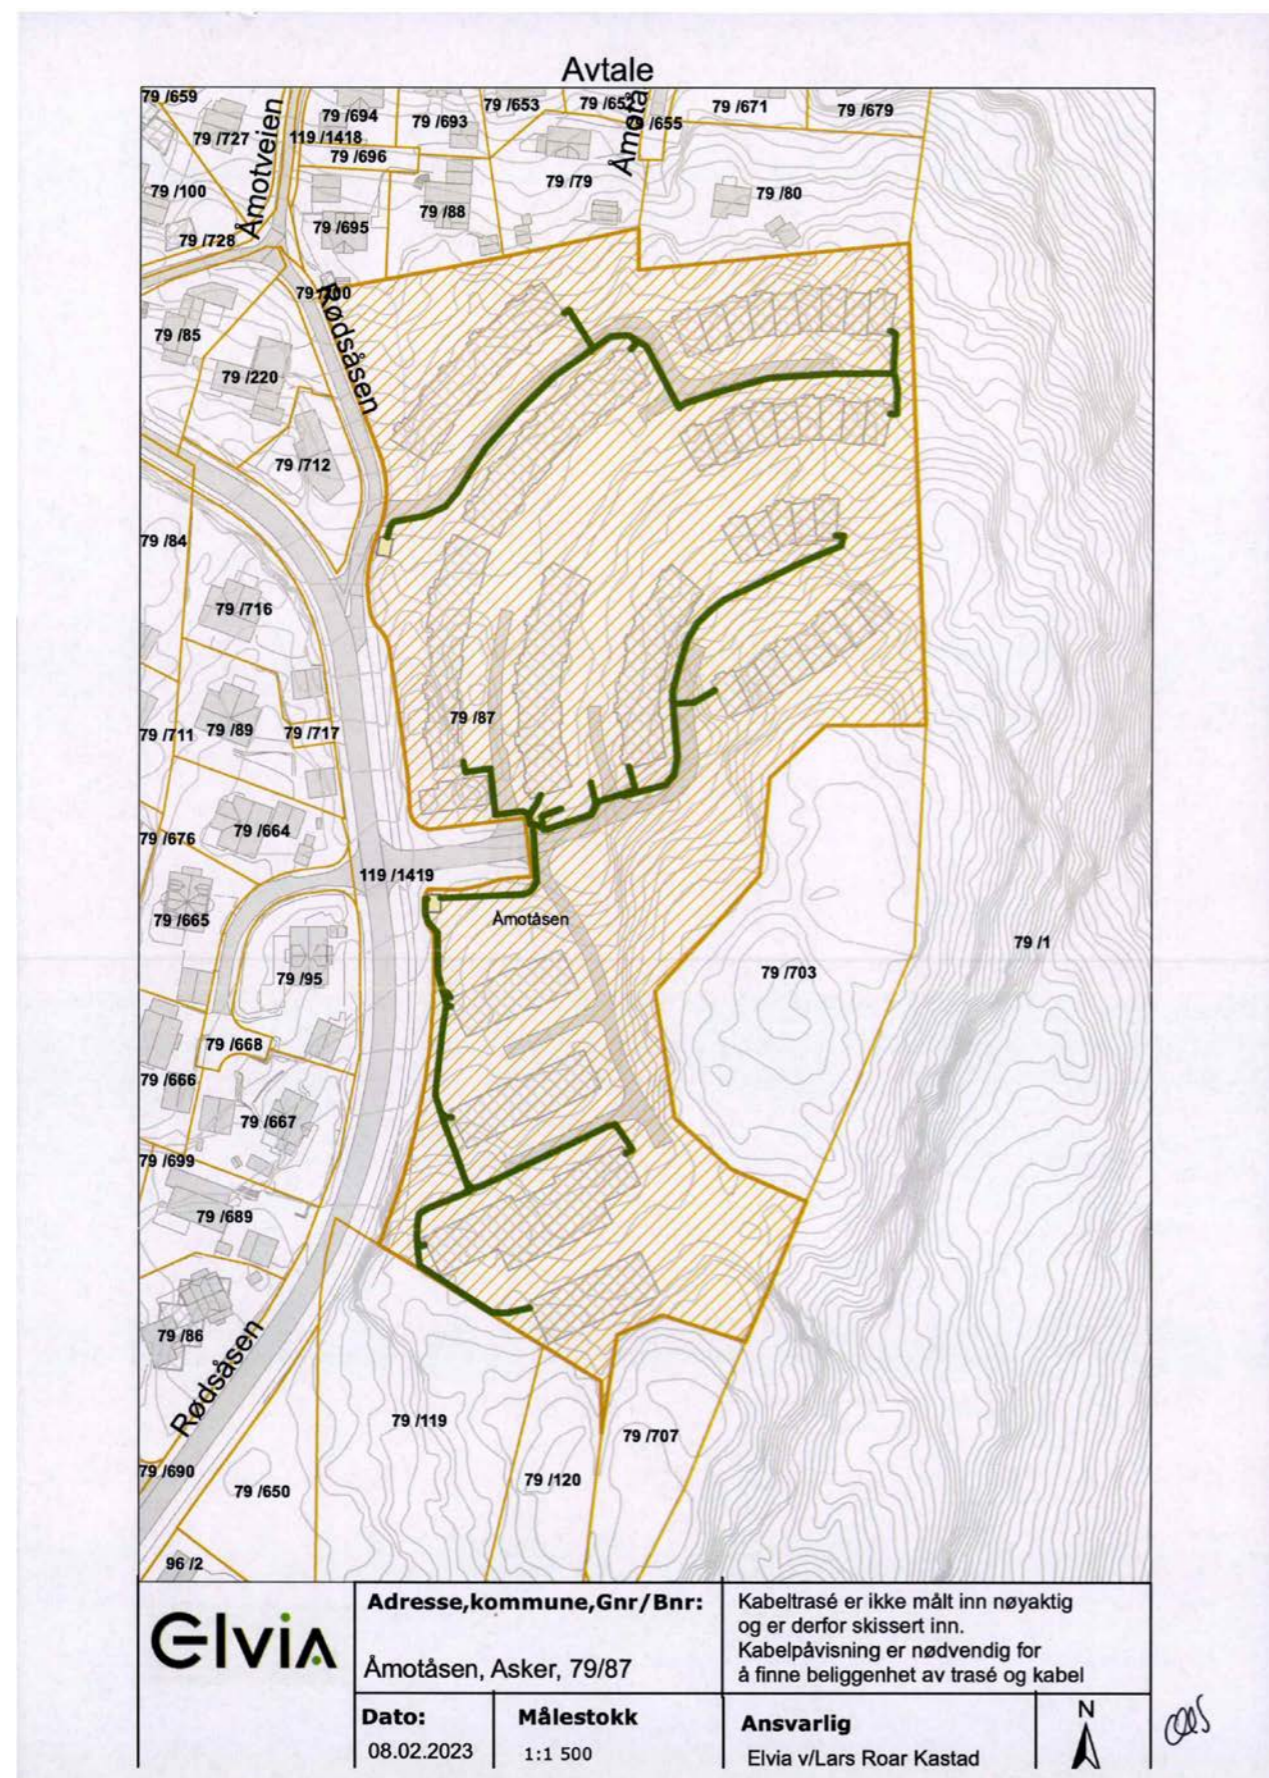 Avtale
79 /659
79 /727
Åmotveien
119 /1418
79 /694
79 /693
79 /653
79 /671
79 /679
79 /655
Åmotå
79 /696
79 /100
79 /79
79 /80
79 /88
79 /695
79 /728
Rødsåsen
79 /85
79 /220
79 /712
79 /84
79 /716
79 /87
79 /711
79 /89
79 /717
79 /676
79 /664
119 /1419
79 /665
Åmotåsen
79 /1
79 /703
79 /95
79 /668
79 /666
79 /667
79 /699
79 /689
79 /86
Rødsåsen
79 /119
79 /707
79 /690
79 /650
79 /120
96 /2
Elvia
Adresse,kommune,Gnr/Bnr:
Åmotåsen, Asker, 79/87
Kabeltrasé er ikke målt inn nøyaktig
og er derfor skissert inn.
Kabelpåvisning er nødvendig for
å finne beliggenhet av trasé og kabel
Dato:
08.02.2023
Målestokk
1:1 500
Ansvarlig
Elvia v/Lars Roar Kastad
N